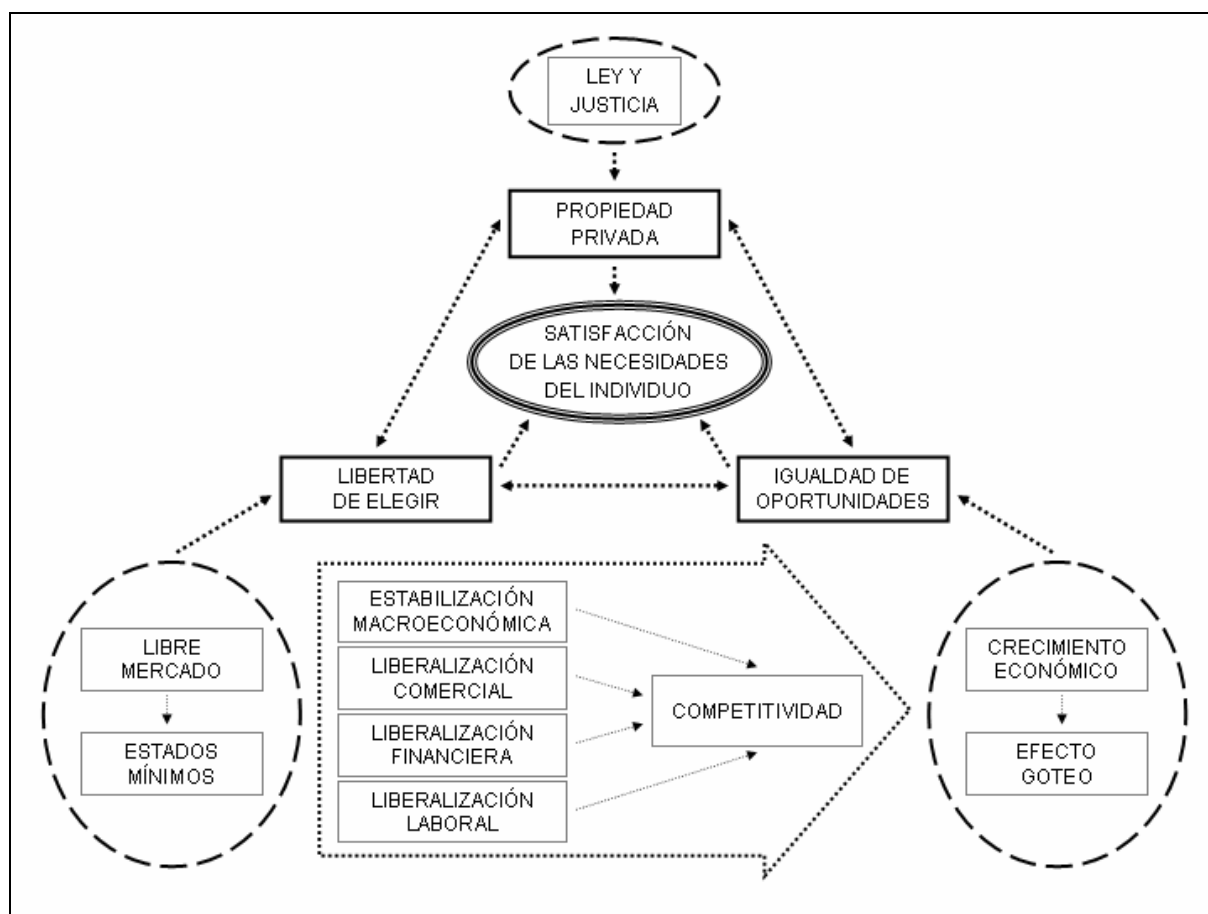 LEY Y
JUSTICIA
PROPIEDAD
PRIVADA
SATISFACCIÓN
DE LAS NECESIDADES
DEL INDIVIDUO
LIBERTAD
DE ELEGIR
IGUALDAD DE
OPORTUNIDADES
LIBRE
MERCADO
ESTADOS
MÍNIMOS
ESTABILIZACIÓN
MACROECONÓMICA
LIBERALIZACIÓN
COMERCIAL
LIBERALIZACIÓN
FINANCIERA
LIBERALIZACIÓN
LABORAL
COMPETITIVIDAD
CRECIMIENTO
ECONÓMICO
EFECTO
GOTEO